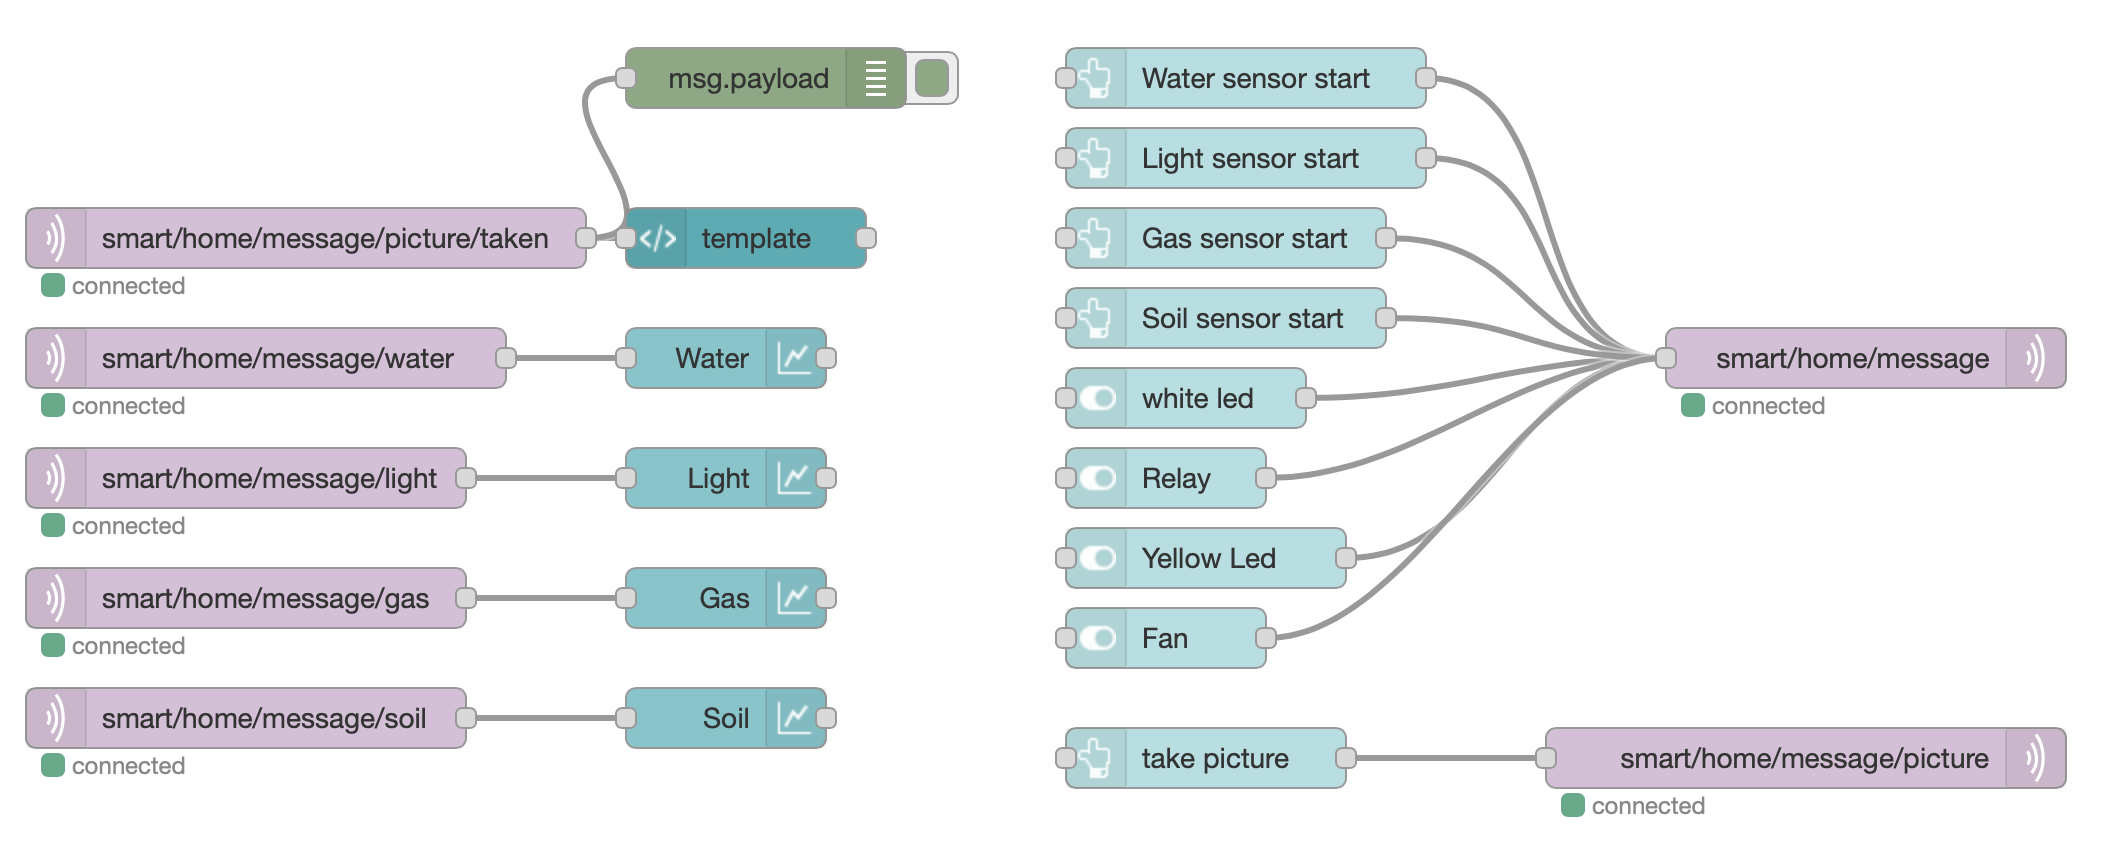 msg.payload
smart/home/message/picture/taken
connected
</> template
smart/home/message/water
connected
Water
smart/home/message/light
connected
Light
smart/home/message/gas
connected
Gas
smart/home/message/soil
connected
Soil
Water sensor start
Light sensor start
Gas sensor start
Soil sensor start
white led
Relay
Yellow Led
Fan
smart/home/message
connected
take picture
smart/home/message/picture
connected